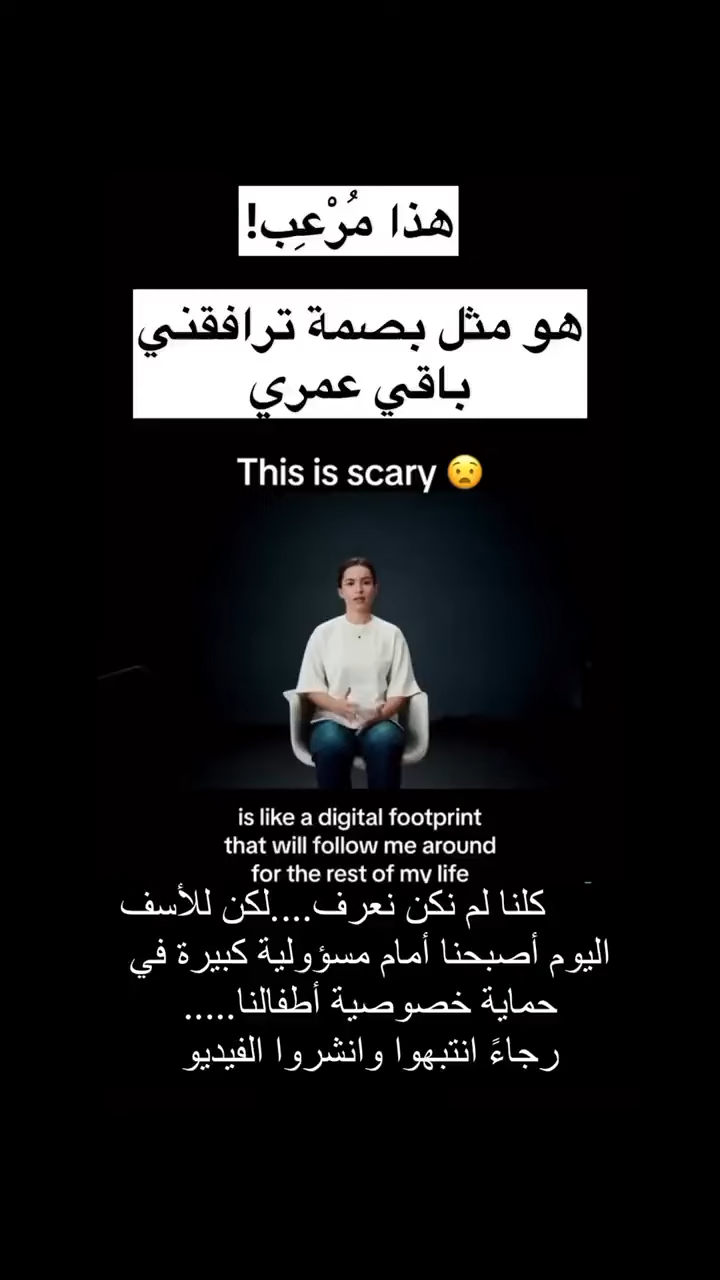 هذا مُرْعِب!
هو مثل بصمة ترافقني
باقي عمري
This is scary 😧
is like a digital footprint
that will follow me around
for the rest of my life
كلنا لم نكن نعرف....لكن للأسف
اليوم أصبحنا أمام مسؤولية كبيرة في
حماية خصوصية أطفالنا.....
رجاءً انتبهوا وانشروا الفيديو